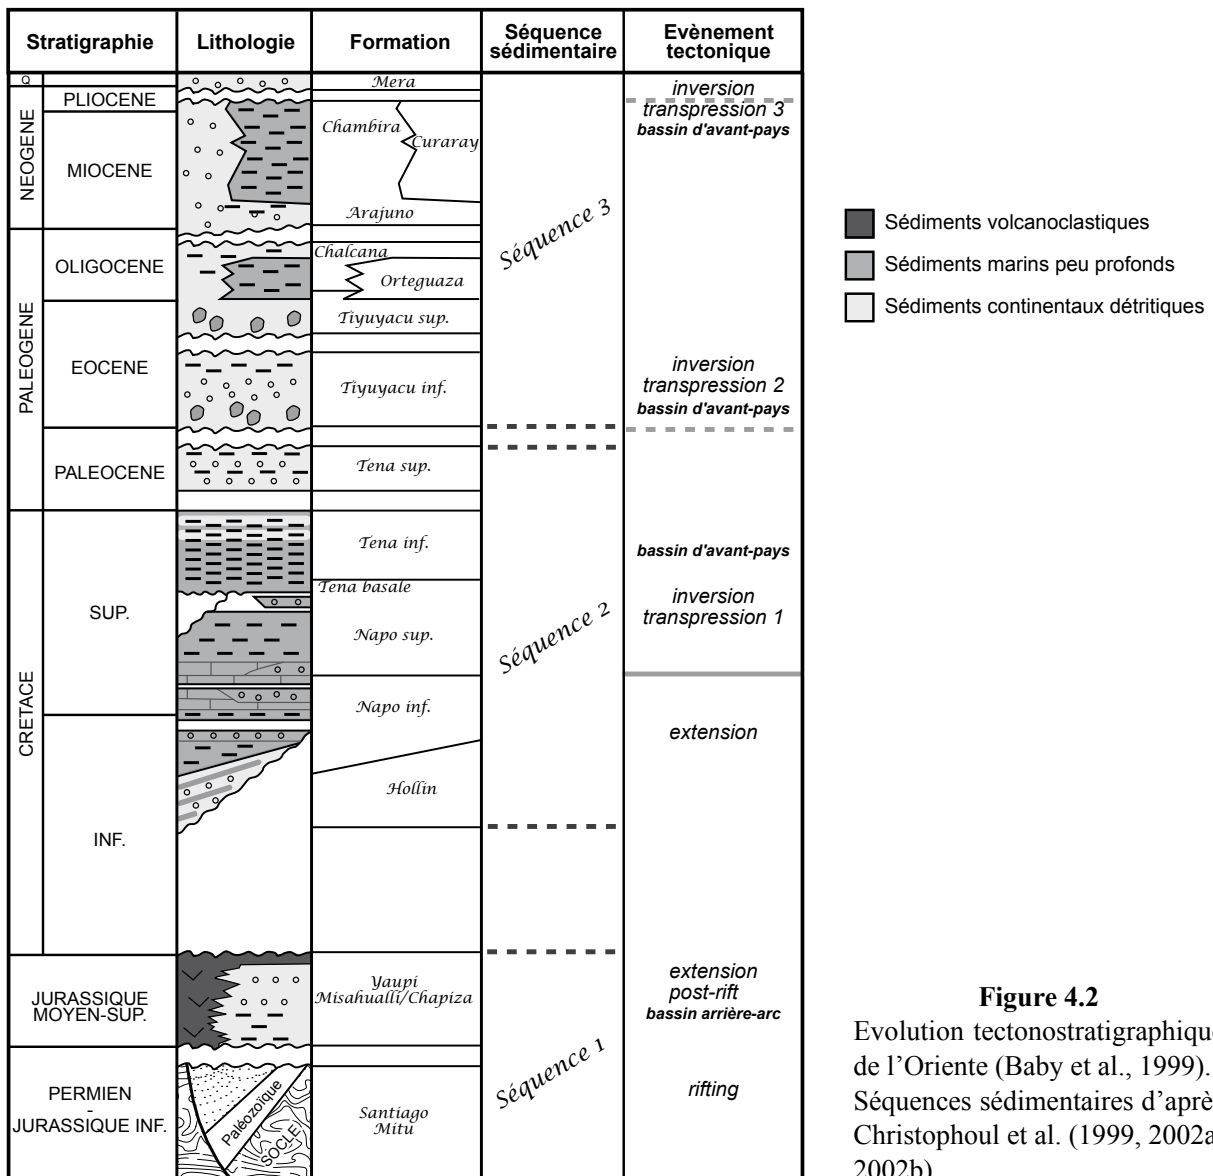 Stratigraphie
Lithologie
Formation
Séquence
sédimentaire
Evènement
tectonique
Q
NEOGENE
PLIOCENE
MIOCENE
PALEOGENE
OLIGOCENE
EOCENE
PALEOCENE
CRETACE
SUP.
INF.
JURASSIQUE
MOYEN-SUP.
PERMIEN
-
JURASSIQUE INF.
Paléozoïque
SOCLE
Mera
Chambira
Curaray
Arajuno
Chalcana
Orteguaza
Tiyuyacu sup.
Tiyuyacu inf.
Tena sup.
Tena inf.
Tena basale
Napo sup.
Napo inf.
Hollin
Yaupi
Misahualli/Chapiza
Santiago
Mitu
Séquence 3
Séquence 2
Séquence 1
inversion
transpression 3
bassin d'avant-pays
inversion
transpression 2
bassin d'avant-pays
bassin d'avant-pays
inversion
transpression 1
extension
extension
post-rift
bassin arrière-arc
rifting
Sédiments volcanoclastiques
Sédiments marins peu profonds
Sédiments continentaux détritiques
Figure 4.2
Evolution tectonostratigraphique
de l'Oriente (Baby et al., 1999).
Séquences sédimentaires d'aprè
Christophoul et al. (1999, 2002a
2002b)